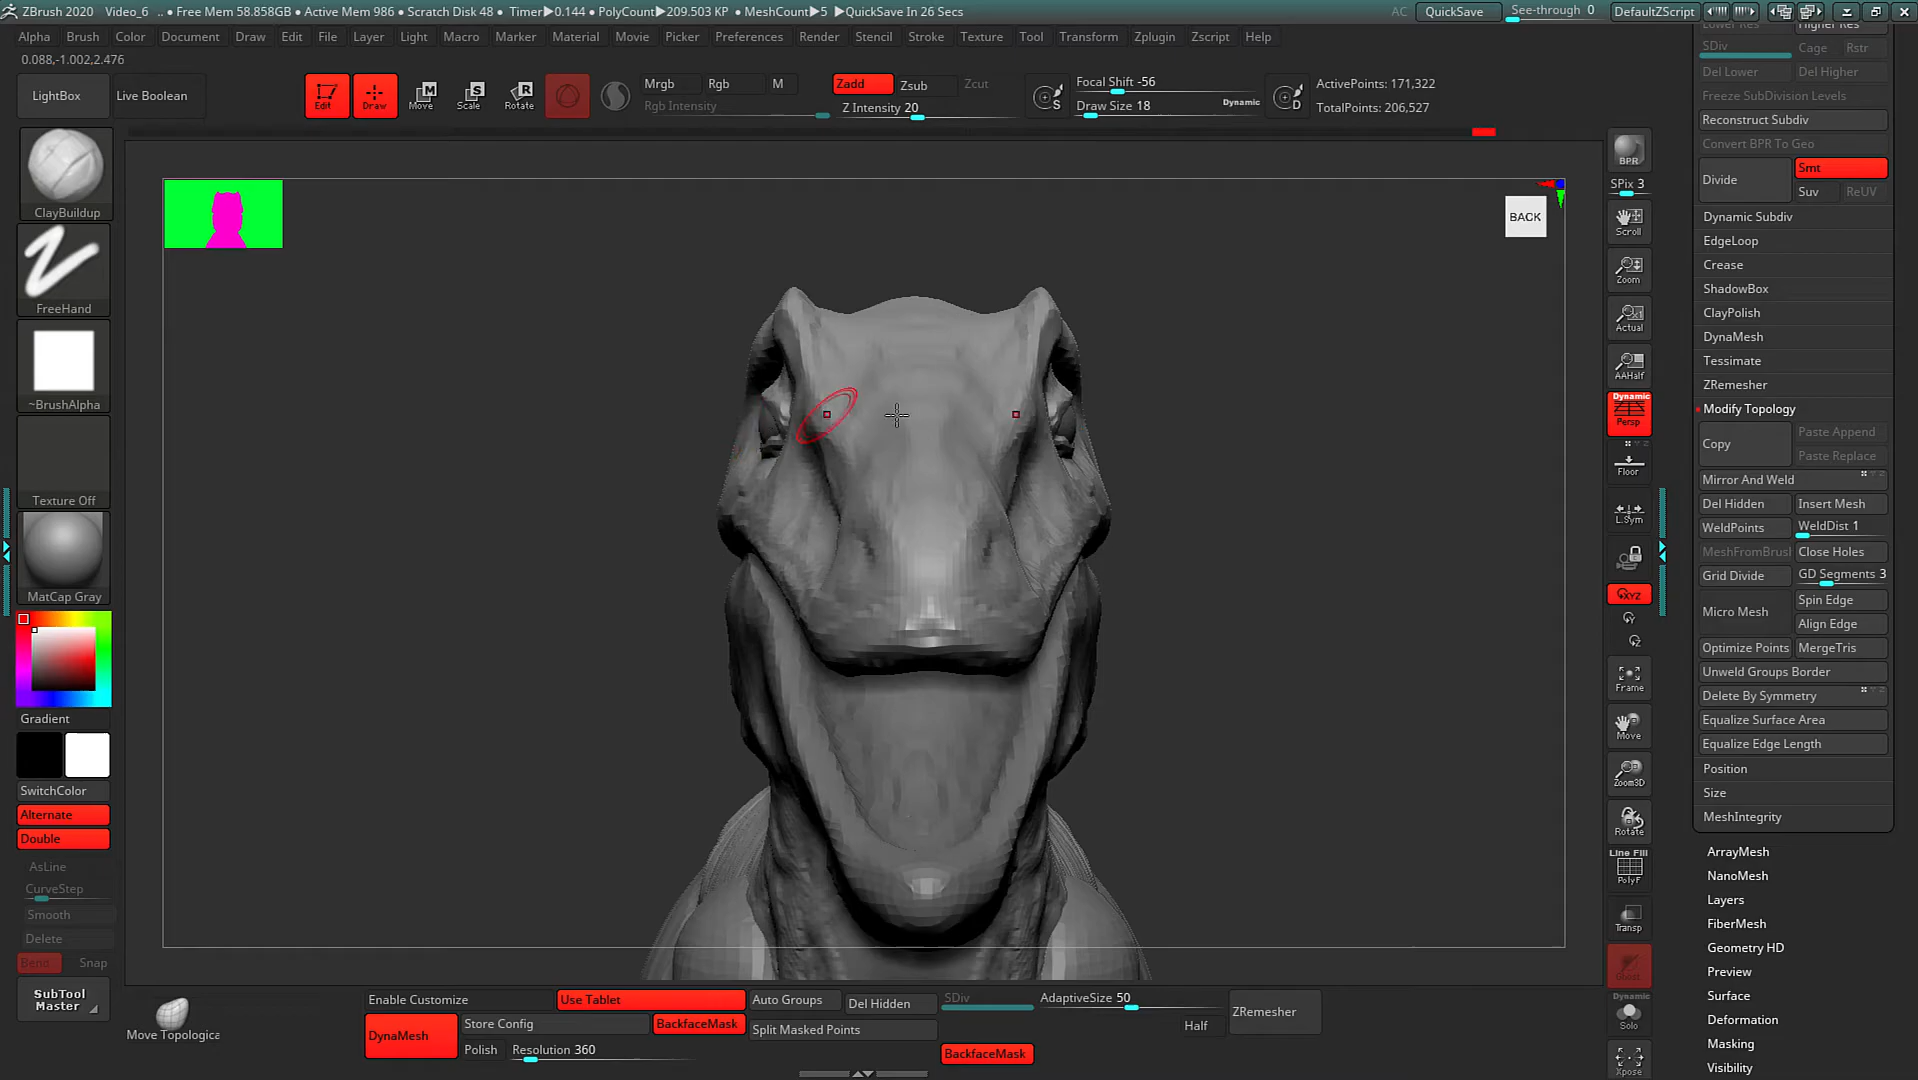 ZBrush 2020 Video_6 .. • Free Mem 58.858GB • Active Mem 986 • Scratch Disk 48 • Timer▶0.144 • PolyCount▶209.503 KP • MeshCount▶5 ▶QuickSave In 26 Secs
AC QuickSave See-through 0 DefaultZScript
Alpha Brush Color Document Draw Edit File Layer Light Macro Marker Material Movie Picker Preferences Render Stencil Stroke Texture Tool Transform Zplugin Zscript Help
0.088,-1.002,2.476
LightBox
Live Boolean
Edit
Draw
Move
Scale
Rotate
Mrgb Rgb M
Rgb Intensity
Zadd Zsub Zcut
Z Intensity 20
S
Focal Shift -56
Draw Size 18 Dynamic
D
ActivePoints: 171,322
TotalPoints: 206,527
ClayBuildup
FreeHand
~BrushAlpha
Texture Off
MatCap Gray
Gradient
SwitchColor
Alternate
Double
AsLine
CurveStep
Smooth
Delete
Bend Snap
SubTool
Master
BACK
BPR
SPix 3
Scroll
Zoom
Actual
AAHalf
Dynamic
Persp
Floor
L.Sym
XYZ
Frame
Move
Zoom3D
Rotate
Line Fill
PolyF
Transp
Ghost
Dynamic
Solo
Xpose
Lower Res Higher Res
SDiv Cage Rstr
Del Lower Del Higher
Freeze SubDivision Levels
Reconstruct Subdiv
Convert BPR To Geo
Divide Smt
Suv ReUV
Dynamic Subdiv
EdgeLoop
Crease
ShadowBox
ClayPolish
DynaMesh
Tessimate
ZRemesher
Modify Topology
Copy Paste Append
Paste Replace
Mirror And Weld
Del Hidden Insert Mesh
WeldPoints WeldDist 1
MeshFromBrus Close Holes
Grid Divide GD Segments 3
Micro Mesh Spin Edge
Align Edge
Optimize Points MergeTris
Unweld Groups Border
Delete By Symmetry
Equalize Surface Area
Equalize Edge Length
Position
Size
MeshIntegrity
ArrayMesh
NanoMesh
Layers
FiberMesh
Geometry HD
Preview
Surface
Deformation
Masking
Visibility
Move Topologica
Enable Customize Use Tablet Auto Groups Del Hidden SDiv AdaptiveSize 50
DynaMesh Store Config BackfaceMask Split Masked Points Half ZRemesher
Polish Resolution 360 BackfaceMask